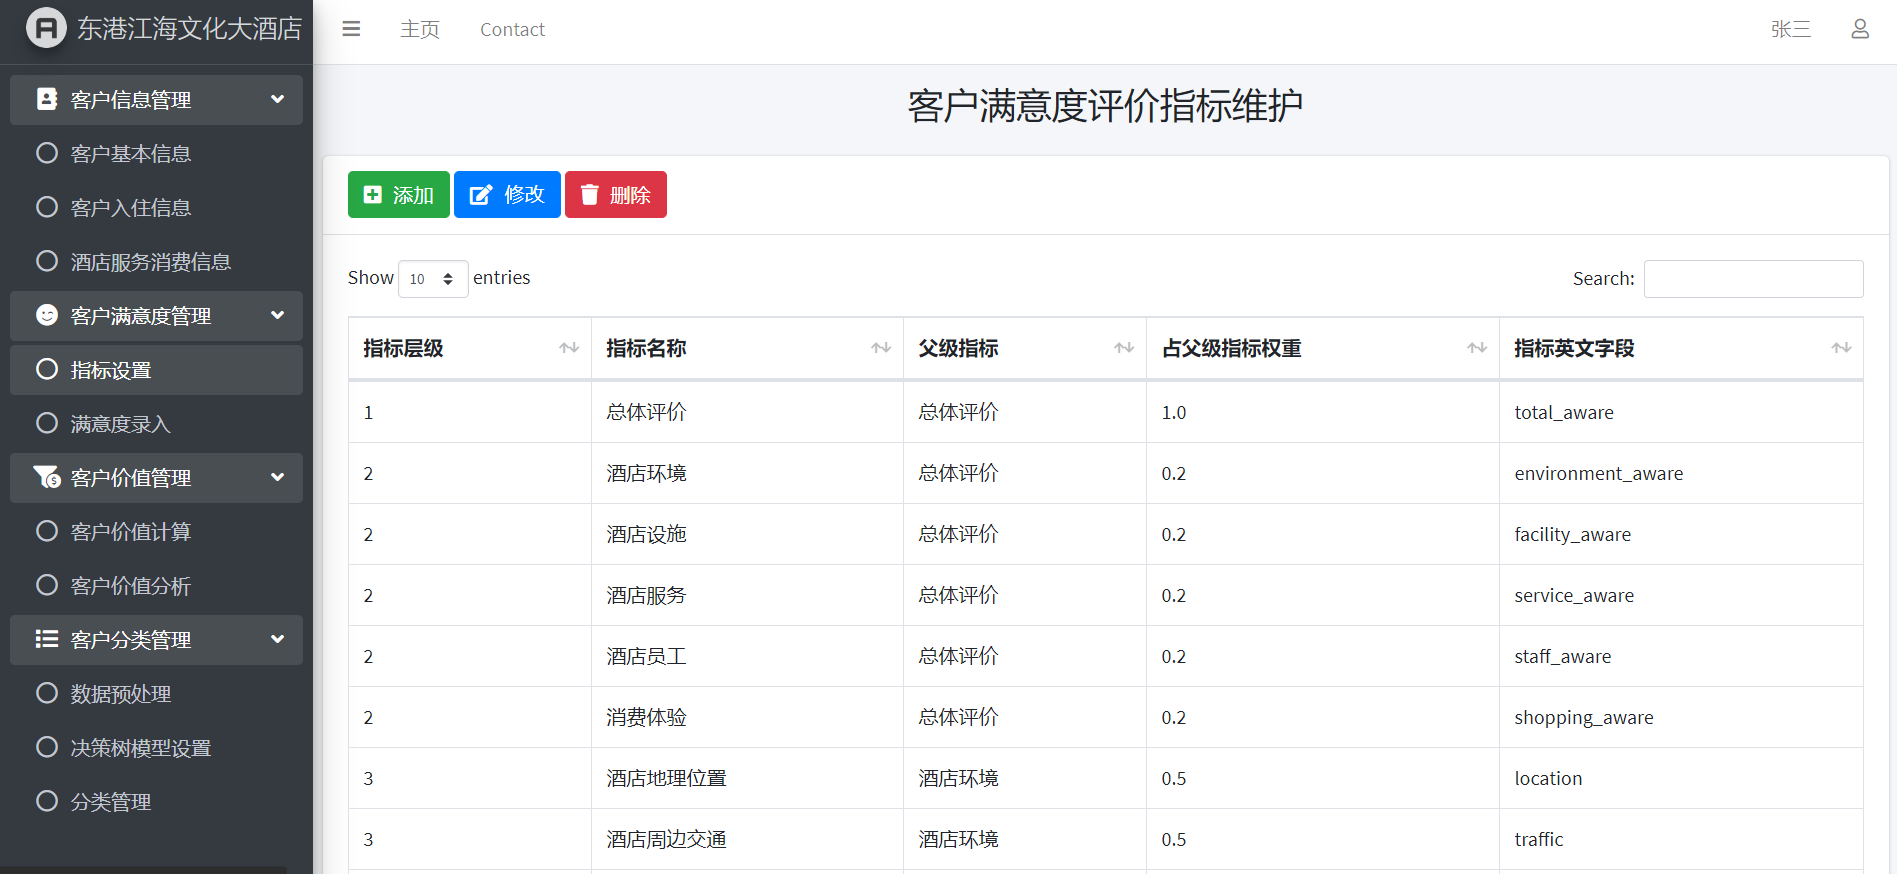 东港江海文化大酒店
主页 Contact
张三
客户信息管理
客户基本信息
客户入住信息
酒店服务消费信息
客户满意度管理
指标设置
满意度录入
客户价值管理
客户价值计算
客户价值分析
客户分类管理
数据预处理
决策树模型设置
分类管理
客户满意度评价指标维护
添加 修改 删除
Show 10 entries
Search:
指标层级 指标名称 父级指标 占父级指标权重 指标英文字段
1 总体评价 总体评价 1.0 total_aware
2 酒店环境 总体评价 0.2 environment_aware
2 酒店设施 总体评价 0.2 facility_aware
2 酒店服务 总体评价 0.2 service_aware
2 酒店员工 总体评价 0.2 staff_aware
2 消费体验 总体评价 0.2 shopping_aware
3 酒店地理位置 酒店环境 0.5 location
3 酒店周边交通 酒店环境 0.5 traffic